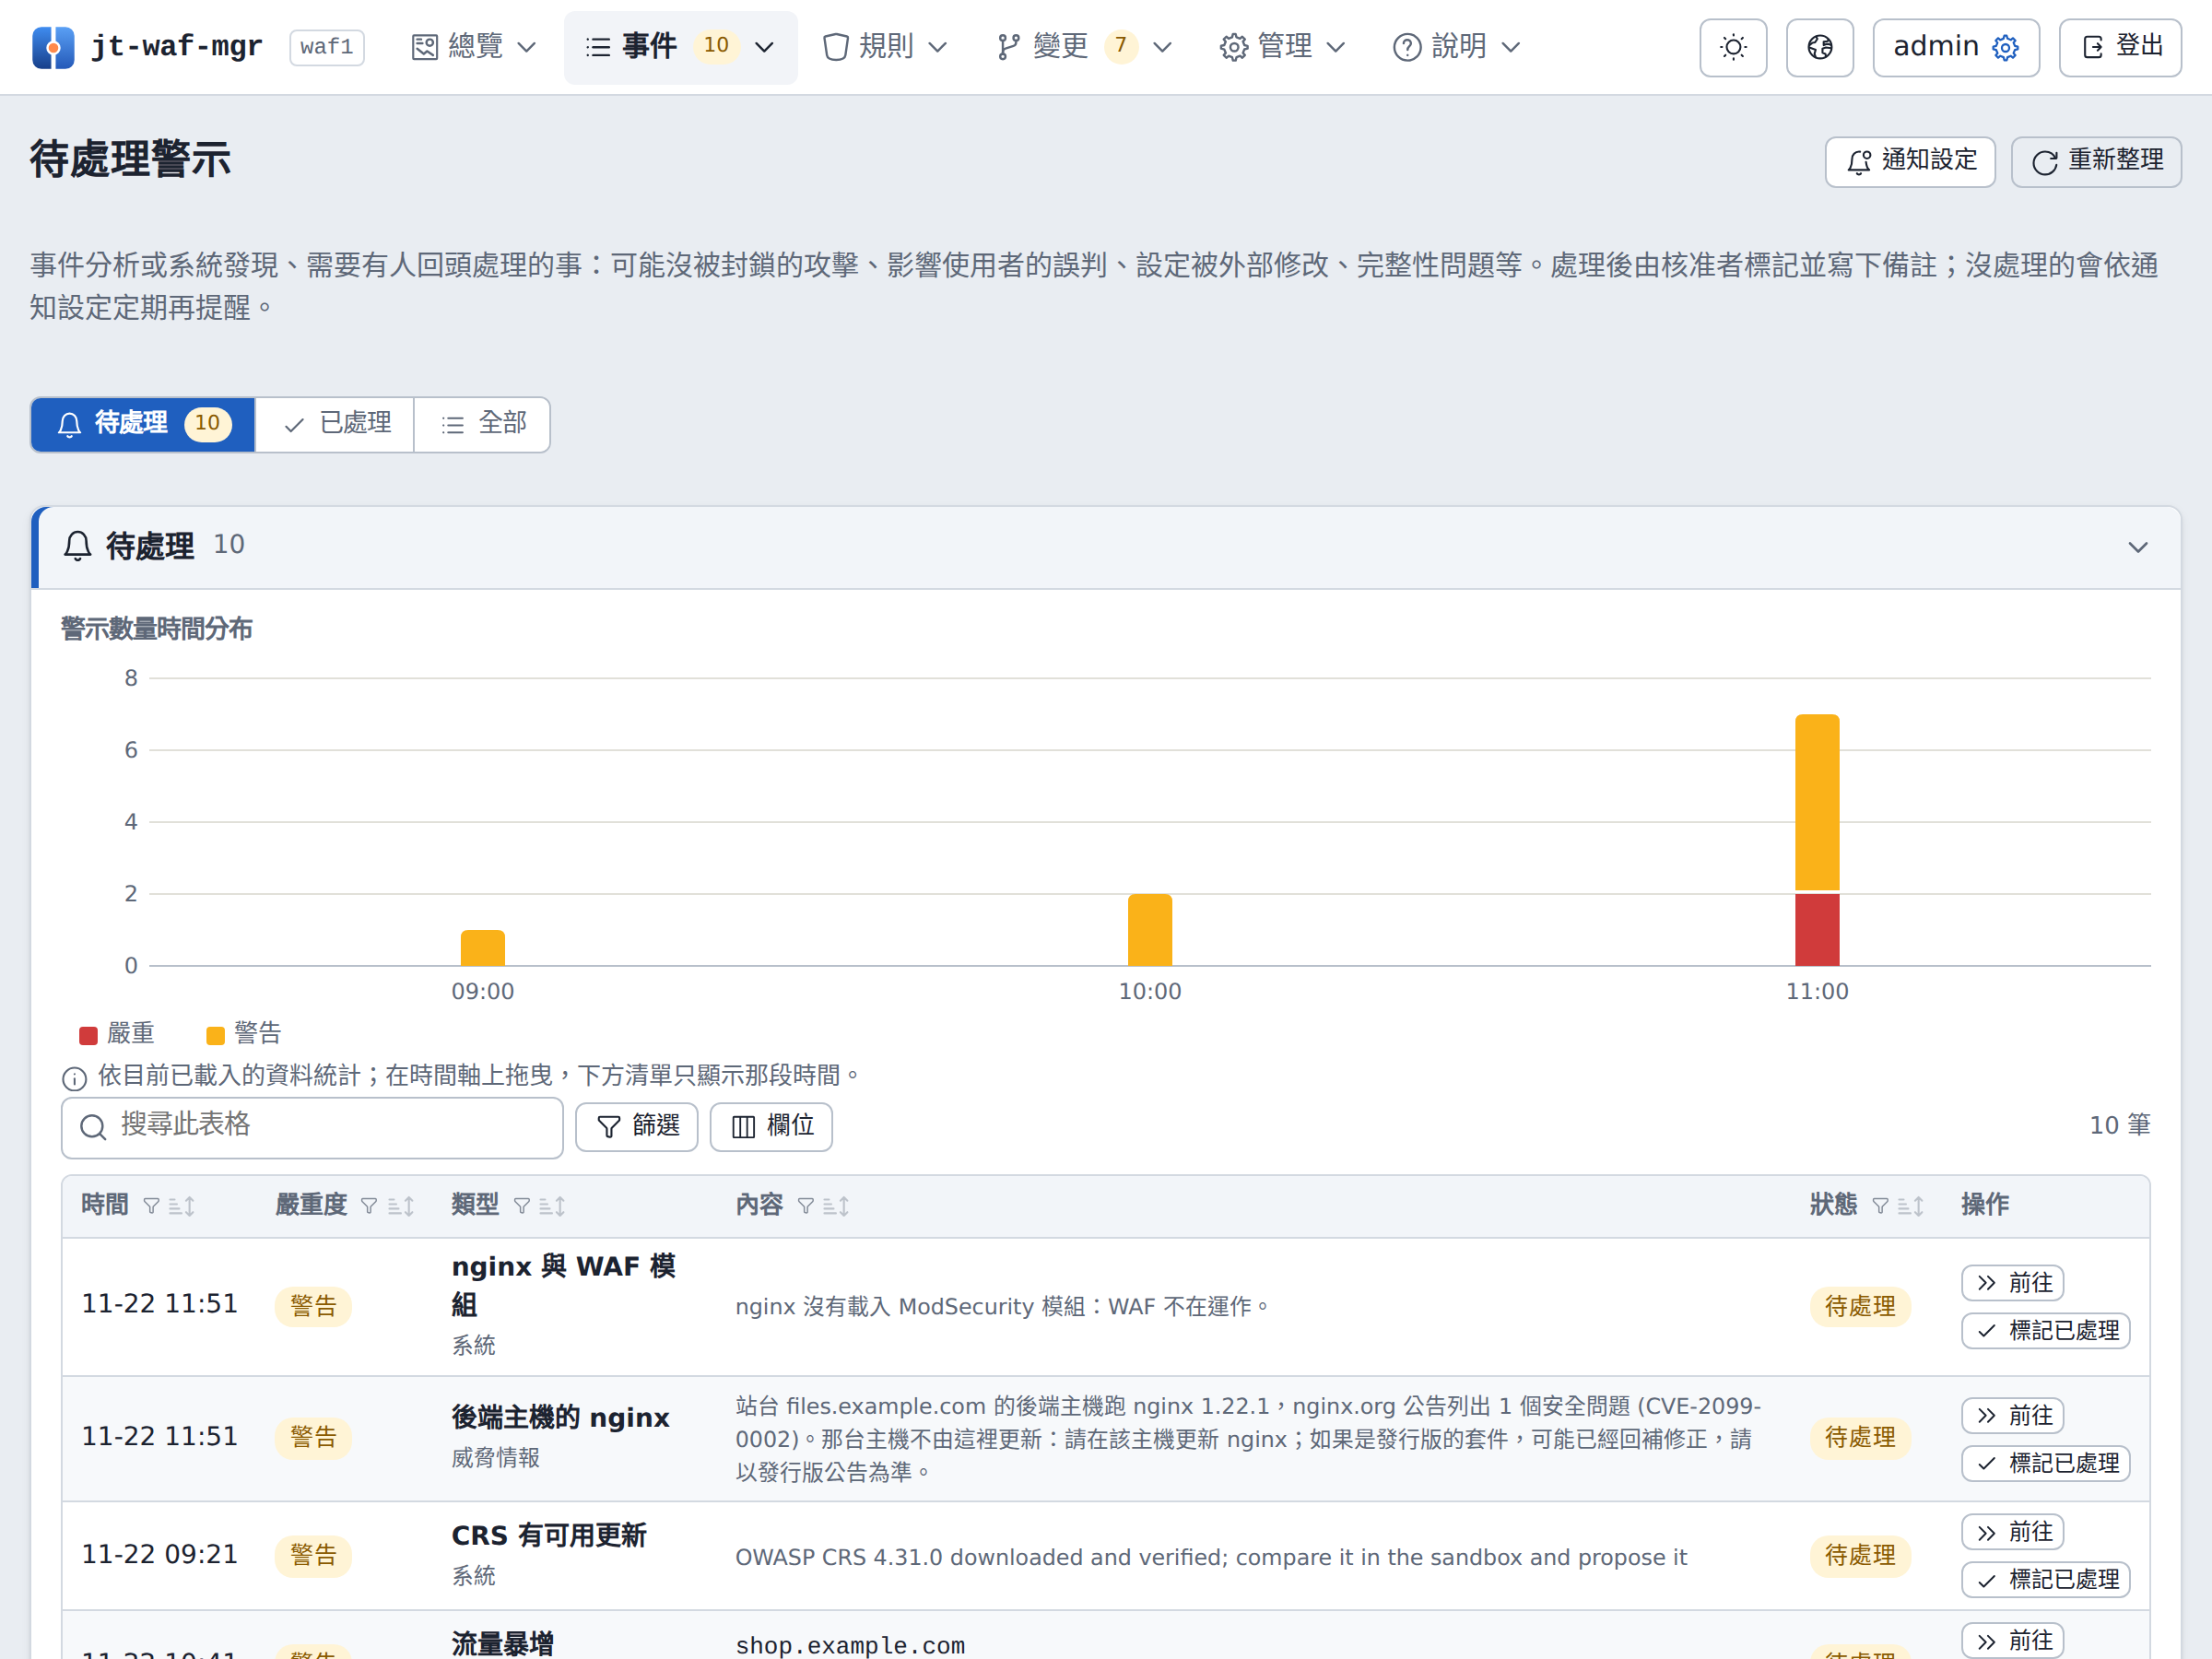 jt-waf-mgr waf1 總覽 事件 10 規則 變更 7 管理 說明 admin 登出
待處理警示
通知設定 重新整理
事件分析或系統發現、需要有人回頭處理的事：可能沒被封鎖的攻擊、影響使用者的誤判、設定被外部修改、完整性問題等。處理後由核准者標記並寫下備註；沒處理的會依通
知設定定期再提醒。
待處理 10 已處理 全部
待處理 10
警示數量時間分布
8
6
4
2
0
09:00 10:00 11:00
嚴重 警告
依目前已載入的資料統計；在時間軸上拖曳，下方清單只顯示那段時間。
搜尋此表格 篩選 欄位 10 筆
時間 嚴重度 類型 內容 狀態 操作
11-22 11:51 警告 nginx 與 WAF 模
組
系統
nginx 沒有載入 ModSecurity 模組：WAF 不在運作。
待處理 前往
標記已處理
11-22 11:51 警告 後端主機的 nginx
威脅情報
站台 files.example.com 的後端主機跑 nginx 1.22.1，nginx.org 公告列出 1 個安全問題 (CVE-2099-
0002)。那台主機不由這裡更新：請在該主機更新 nginx；如果是發行版的套件，可能已經回補修正，請
以發行版公告為準。
待處理 前往
標記已處理
11-22 09:21 警告 CRS 有可用更新
系統
OWASP CRS 4.31.0 downloaded and verified; compare it in the sandbox and propose it
待處理 前往
標記已處理
11-22 10:41 警告 流量暴增
shop.example.com
待處理 前往